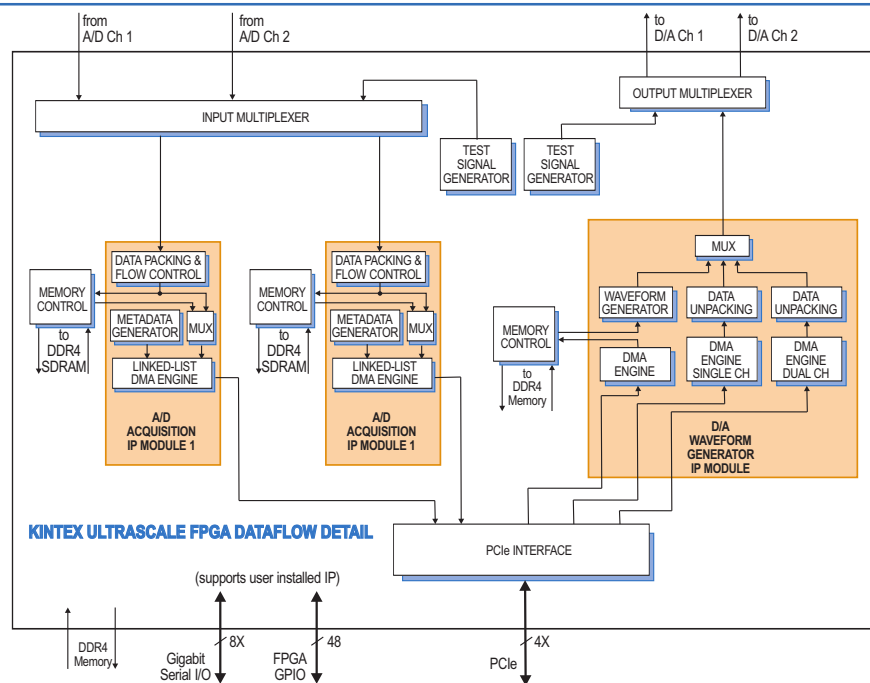 from
A/D Ch 1
from
A/D Ch 2
to
D/A Ch 1
to
D/A Ch 2
INPUT MULTIPLEXER
OUTPUT MULTIPLEXER
TEST
SIGNAL
GENERATOR
TEST
SIGNAL
GENERATOR
DATA PACKING &
FLOW CONTROL
MEMORY
CONTROL
METADATA
GENERATOR
MUX
to
DDR4
SDRAM
LINKED-LIST
DMA ENGINE
A/D
ACQUISITION
IP MODULE 1
DATA PACKING &
FLOW CONTROL
MEMORY
CONTROL
METADATA
GENERATOR
MUX
to
DDR4
SDRAM
LINKED-LIST
DMA ENGINE
A/D
ACQUISITION
IP MODULE 1
MUX
WAVEFORM
GENERATOR
DATA
UNPACKING
DATA
UNPACKING
MEMORY
CONTROL
to
DDR4
Memory
DMA
ENGINE
DMA
ENGINE
SINGLE CH
DMA
ENGINE
DUAL CH
D/A
WAVEFORM
GENERATOR
IP MODULE
KINTEX ULTRASCALE FPGA DATAFLOW DETAIL
PCIe INTERFACE
(supports user installed IP)
DDR4
Memory
8X
Gigabit
Serial I/O
48
FPGA
GPIO
4X
PCIe